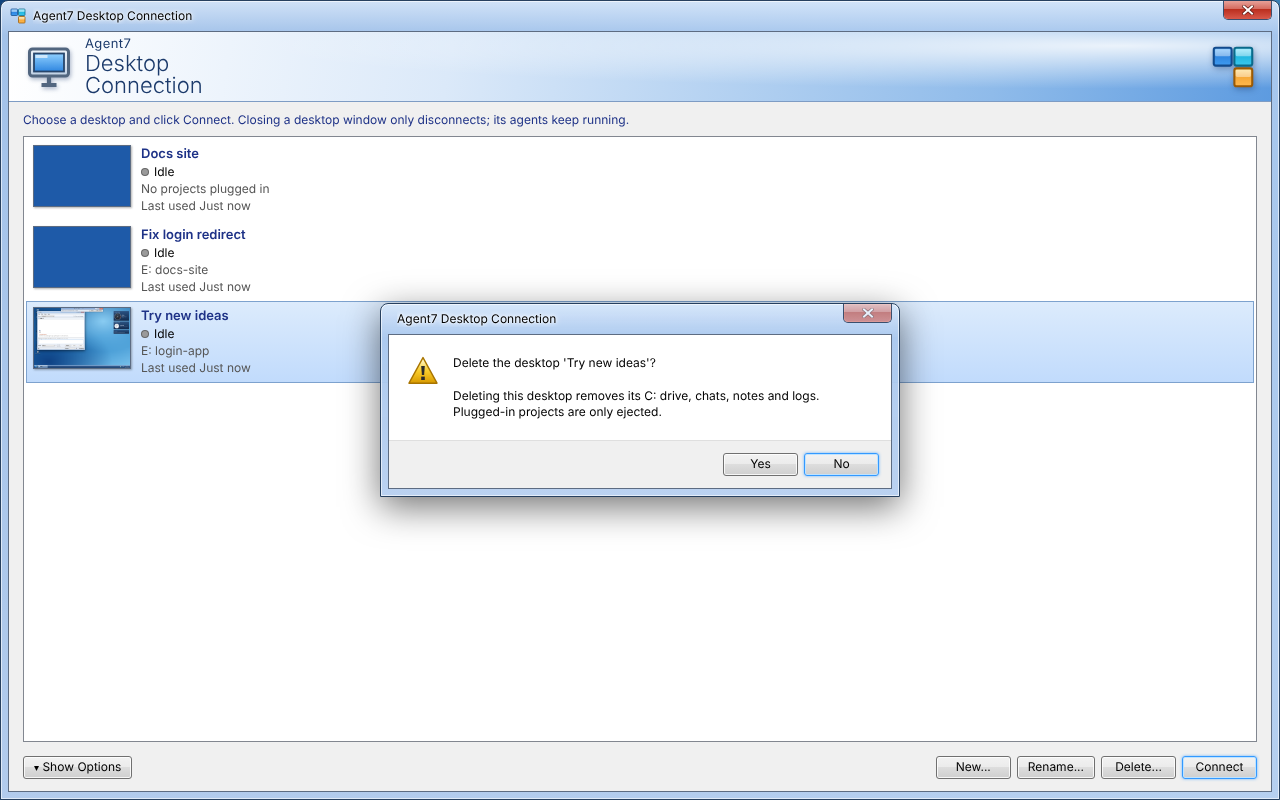 Agent7 Desktop Connection
Agent7
Desktop
Connection
Choose a desktop and click Connect. Closing a desktop window only disconnects; its agents keep running.
Docs site
Idle
No projects plugged in
Last used Just now
Fix login redirect
Idle
E: docs-site
Last used Just now
Try new ideas
Idle
E: login-app
Last used Just now
Agent7 Desktop Connection
Delete the desktop 'Try new ideas'?
Deleting this desktop removes its C: drive, chats, notes and logs.
Plugged-in projects are only ejected.
Yes
No
Show Options
New...
Rename...
Delete...
Connect